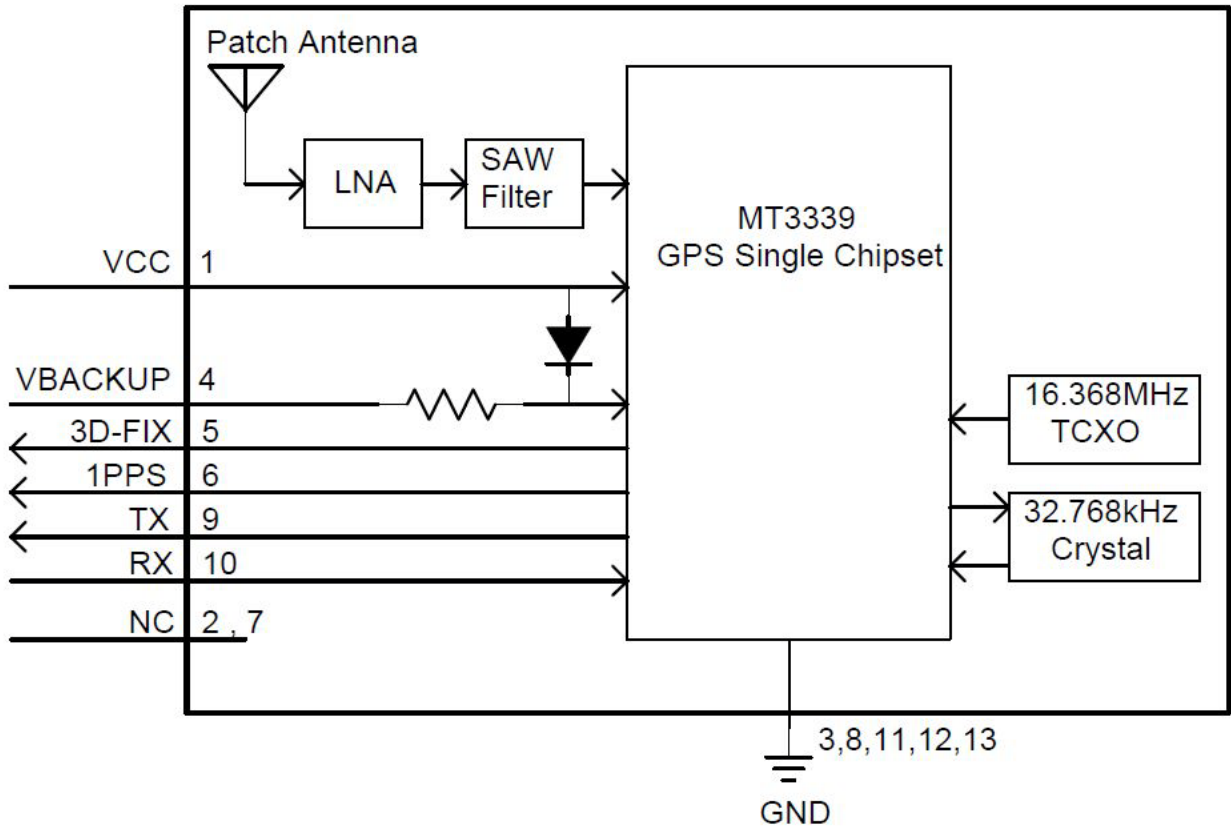 Patch Antenna
LNA
SAW
Filter
MT3339
GPS Single Chipset
VCC 1
VBACKUP 4
3D-FIX 5
1PPS 6
TX 9
RX 10
NC 2 , 7
16.368MHz
TCXO
32.768kHz
Crystal
3,8,11,12,13
GND